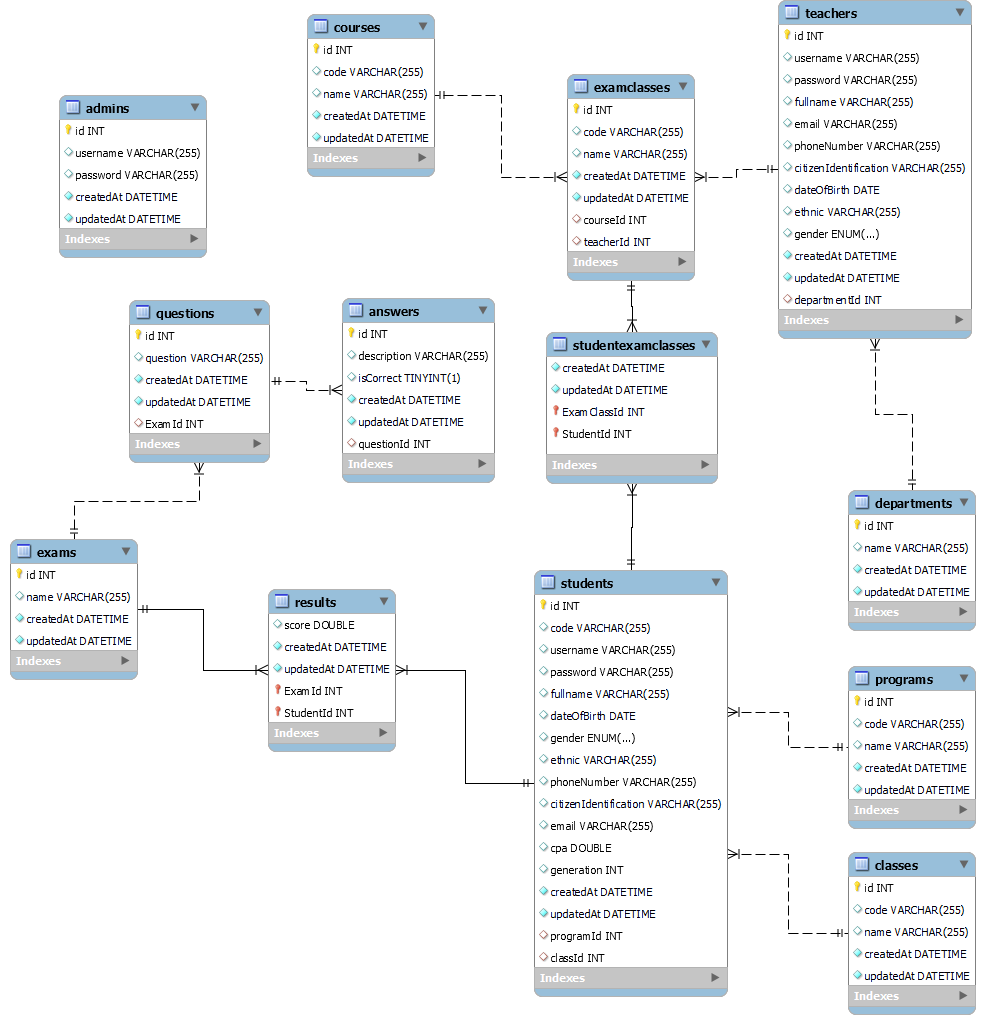 courses
id INT
code VARCHAR(255)
name VARCHAR(255)
createdAt DATETIME
updatedAt DATETIME
Indexes
teachers
id INT
username VARCHAR(255)
password VARCHAR(255)
fullname VARCHAR(255)
email VARCHAR(255)
phoneNumber VARCHAR(255)
citizenIdentification VARCHAR(255)
dateOfBirth DATE
ethnic VARCHAR(255)
gender ENUM(...)
createdAt DATETIME
updatedAt DATETIME
departmentId INT
Indexes
examclasses
id INT
code VARCHAR(255)
name VARCHAR(255)
createdAt DATETIME
updatedAt DATETIME
courseId INT
teacherId INT
Indexes
admins
id INT
username VARCHAR(255)
password VARCHAR(255)
createdAt DATETIME
updatedAt DATETIME
Indexes
questions
id INT
question VARCHAR(255)
createdAt DATETIME
updatedAt DATETIME
ExamId INT
Indexes
answers
id INT
description VARCHAR(255)
isCorrect TINYINT(1)
createdAt DATETIME
updatedAt DATETIME
questionId INT
Indexes
studentexamclasses
createdAt DATETIME
updatedAt DATETIME
ExamClassId INT
StudentId INT
Indexes
departments
id INT
name VARCHAR(255)
createdAt DATETIME
updatedAt DATETIME
Indexes
exams
id INT
name VARCHAR(255)
createdAt DATETIME
updatedAt DATETIME
Indexes
results
score DOUBLE
createdAt DATETIME
updatedAt DATETIME
ExamId INT
StudentId INT
Indexes
students
id INT
code VARCHAR(255)
username VARCHAR(255)
password VARCHAR(255)
fullname VARCHAR(255)
dateOfBirth DATE
gender ENUM(...)
ethnic VARCHAR(255)
phoneNumber VARCHAR(255)
citizenIdentification VARCHAR(255)
email VARCHAR(255)
cpa DOUBLE
generation INT
createdAt DATETIME
updatedAt DATETIME
programId INT
classId INT
Indexes
programs
id INT
code VARCHAR(255)
name VARCHAR(255)
createdAt DATETIME
updatedAt DATETIME
Indexes
classes
id INT
code VARCHAR(255)
name VARCHAR(255)
createdAt DATETIME
updatedAt DATETIME
Indexes